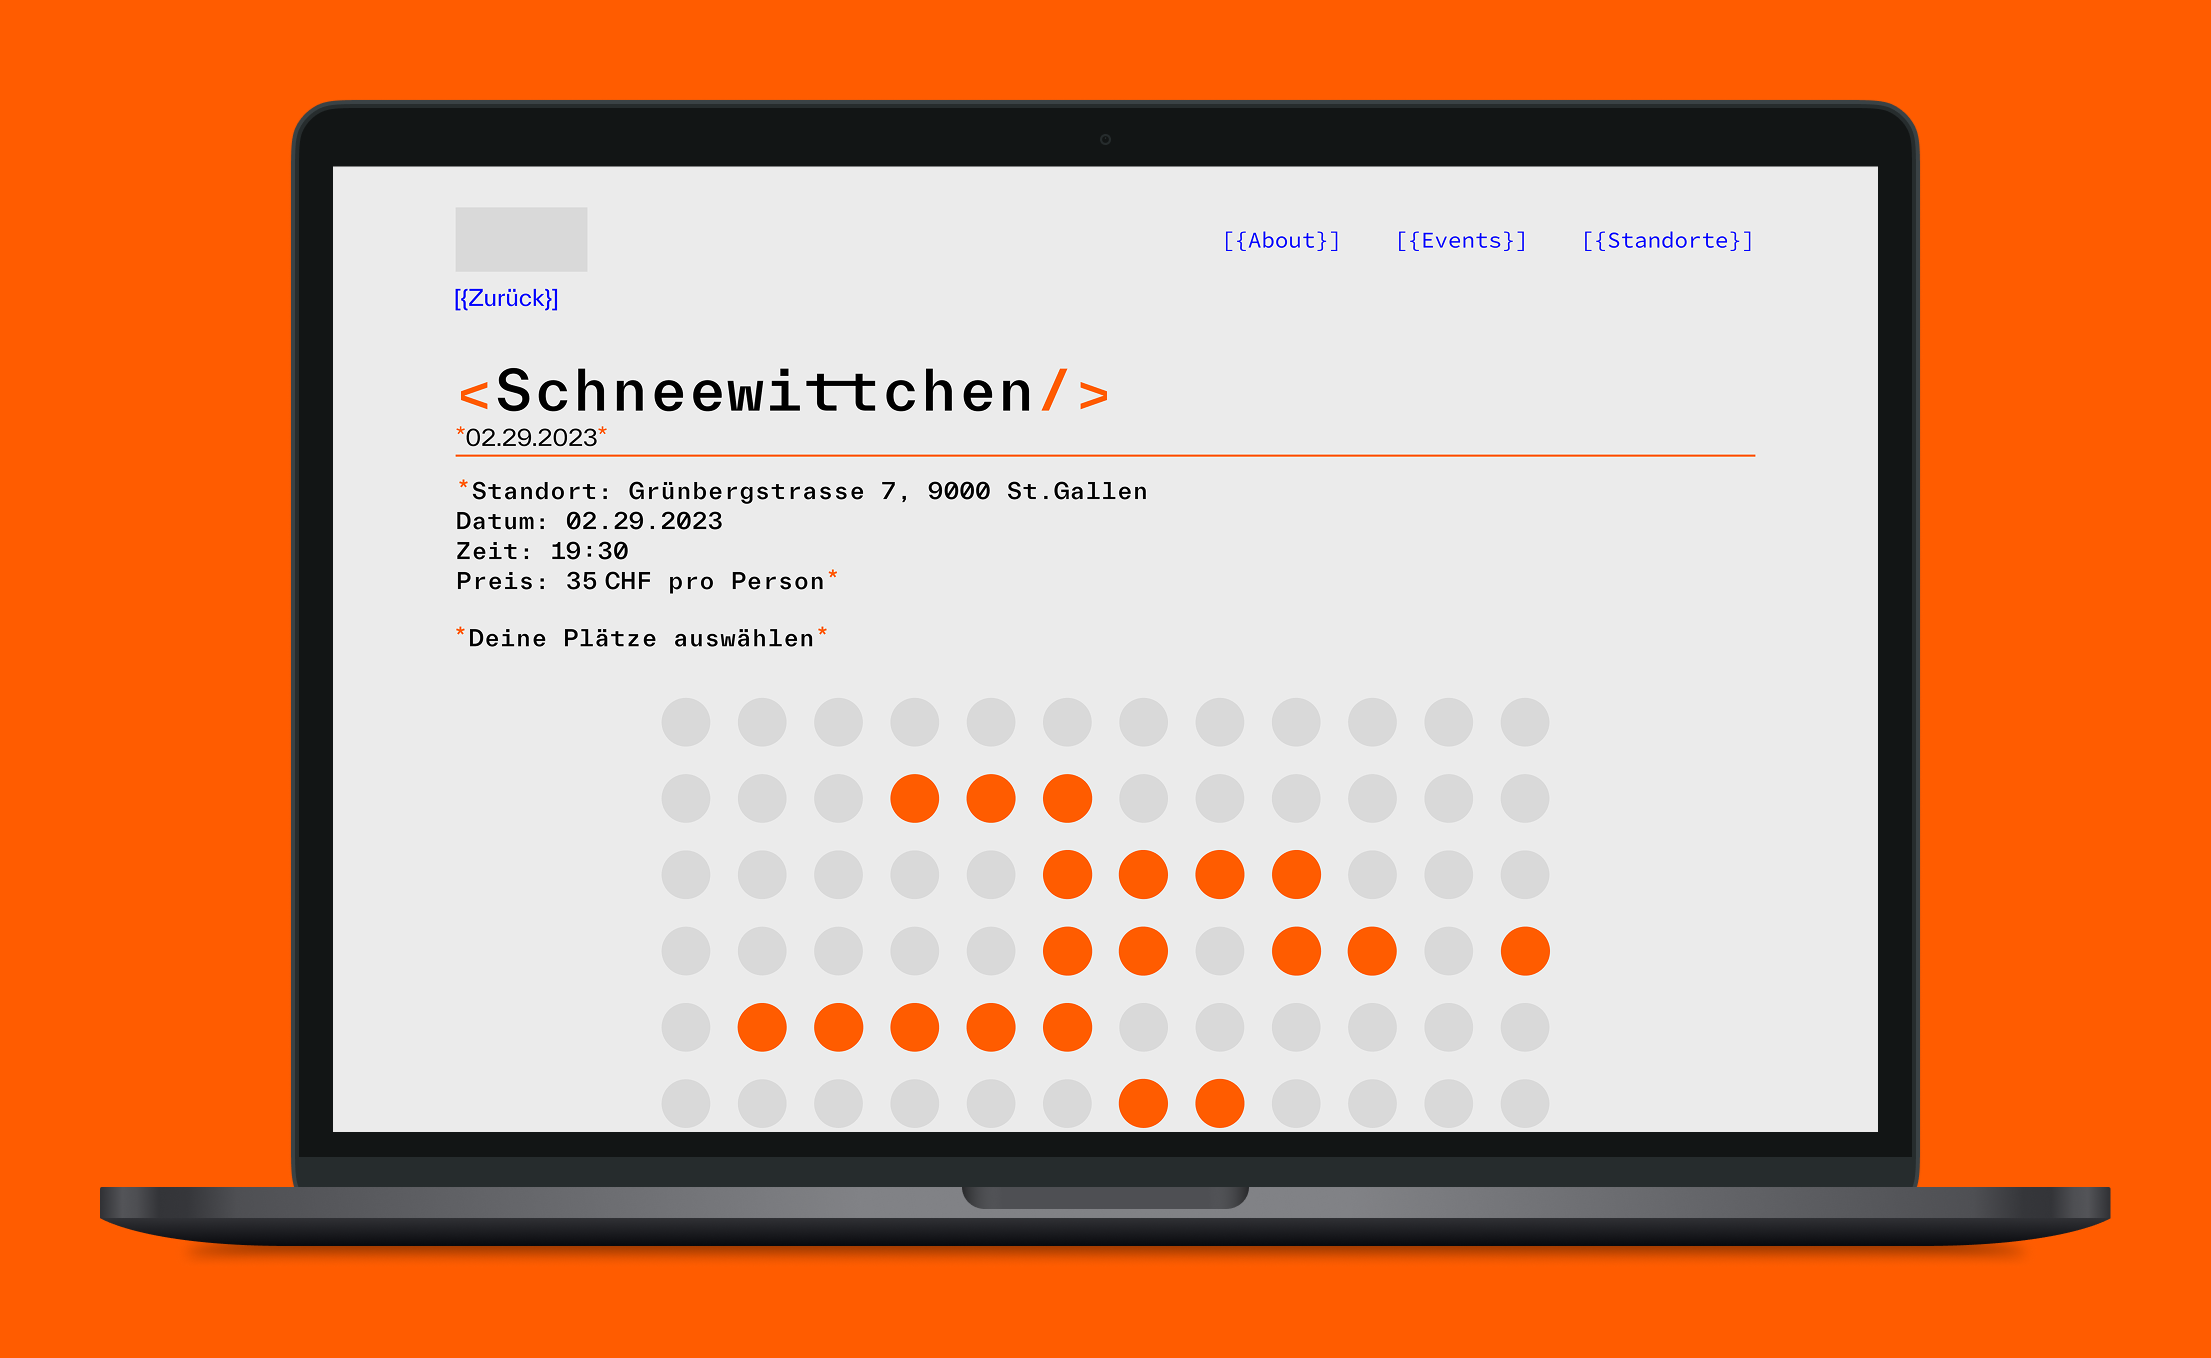 [{About}] [{Events}] [{Standorte}]
[{Zurück}]
<Schneewittchen/>
*02.29.2023*
*Standort: Grünbergstrasse 7, 9000 St.Gallen
Datum: 02.29.2023
Zeit: 19:30
Preis: 35 CHF pro Person*
*Deine Plätze auswählen*